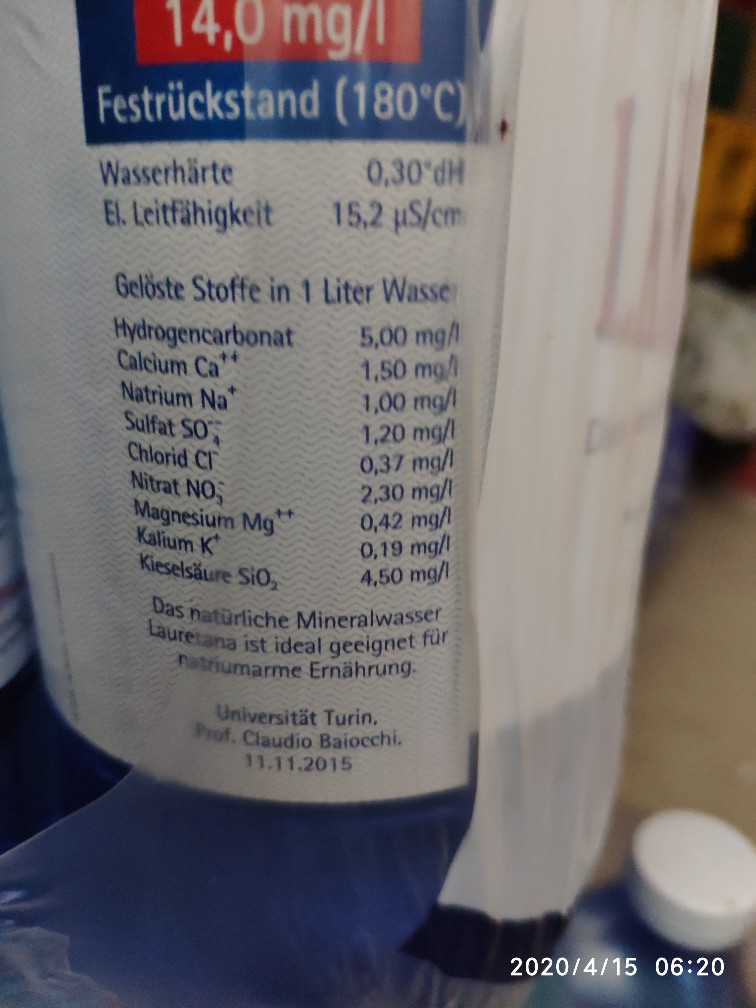 14,0 mg/l
Festrückstand (180°C)
Wasserhärte 0,30°dH
El. Leitfähigkeit 15,2 µS/cm
Gelöste Stoffe in 1 Liter Wasse
Hydrogencarbonat 5,00 mg/l
Calcium Ca⁺⁺ 1,50 mg/l
Natrium Na⁺ 1,00 mg/l
Sulfat SO₄⁻⁻ 1,20 mg/l
Chlorid Cl⁻ 0,37 mg/l
Nitrat NO₃⁻ 2,30 mg/l
Magnesium Mg⁺⁺ 0,42 mg/l
Kalium K⁺ 0,19 mg/l
Kieselsäure SiO₂ 4,50 mg/l
Das natürliche Mineralwasser
Lauretana ist ideal geeignet für
natriumarme Ernährung.
Universität Turin,
Prof. Claudio Baiocchi,
11.11.2015
2020/4/15 06:20